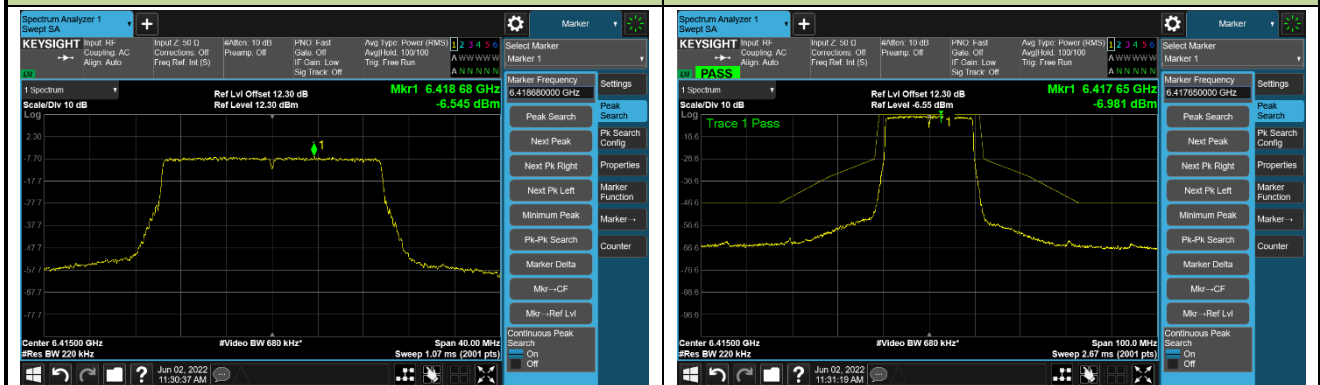 Spectrum Analyzer 1
Swept SA
Marker
KEYSIGHT
Input: RF
Coupling: AC
Align: Auto
Input Z: 50 Ω
Corrections: Off
Freq Ref: Int (S)
#Atten: 10 dB
Preamp: Off
PNO: Fast
Gate: Off
IF Gain: Low
Sig Track: Off
Avg Type: Power (RMS)
Avg|Hold: 100/100
Trig: Free Run
1 2 3 4 5 6
A W W W W W
A N N N N N
Select Marker
Marker 1
LXI
1 Spectrum
Scale/Div 10 dB
Log
Ref Lvl Offset 12.30 dB
Ref Level 12.30 dBm
Mkr1 6.418 68 GHz
-6.545 dBm
Marker Frequency
6.418680000 GHz
Peak Search
Next Peak
Next Pk Right
Next Pk Left
Minimum Peak
Pk-Pk Search
Marker Delta
Mkr→CF
Mkr→Ref Lvl
Continuous Peak
Search
On
Off
Settings
Peak
Search
Pk Search
Config
Properties
Marker
Function
Marker→
Counter
2.30
-7.70
-17.7
-27.7
-37.7
-47.7
-57.7
-67.7
-77.7
1
Center 6.41500 GHz
#Res BW 220 kHz
#Video BW 680 kHz*
Span 40.00 MHz
Sweep 1.07 ms (2001 pts)
Jun 02, 2022
11:30:37 AM
Spectrum Analyzer 1
Swept SA
Marker
KEYSIGHT
Input: RF
Coupling: AC
Align: Auto
Input Z: 50 Ω
Corrections: Off
Freq Ref: Int (S)
#Atten: 10 dB
Preamp: Off
PNO: Fast
Gate: Off
IF Gain: Low
Sig Track: Off
Avg Type: Power (RMS)
Avg|Hold: 100/100
Trig: Free Run
1 2 3 4 5 6
A W W W W W
A N N N N N
Select Marker
Marker 1
LXI
PASS
1 Spectrum
Scale/Div 10 dB
Log
Trace 1 Pass
Ref Lvl Offset 12.30 dB
Ref Level -6.55 dBm
Mkr1 6.417 65 GHz
-6.981 dBm
Marker Frequency
6.417650000 GHz
Peak Search
Next Peak
Next Pk Right
Next Pk Left
Minimum Peak
Pk-Pk Search
Marker Delta
Mkr→CF
Mkr→Ref Lvl
Continuous Peak
Search
On
Off
Settings
Peak
Search
Pk Search
Config
Properties
Marker
Function
Marker→
Counter
-16.6
-26.6
-36.6
-46.6
-56.6
-66.6
-76.6
-86.6
-96.6
1
Center 6.41500 GHz
#Res BW 220 kHz
#Video BW 680 kHz*
Span 100.0 MHz
Sweep 2.67 ms (2001 pts)
Jun 02, 2022
11:31:19 AM